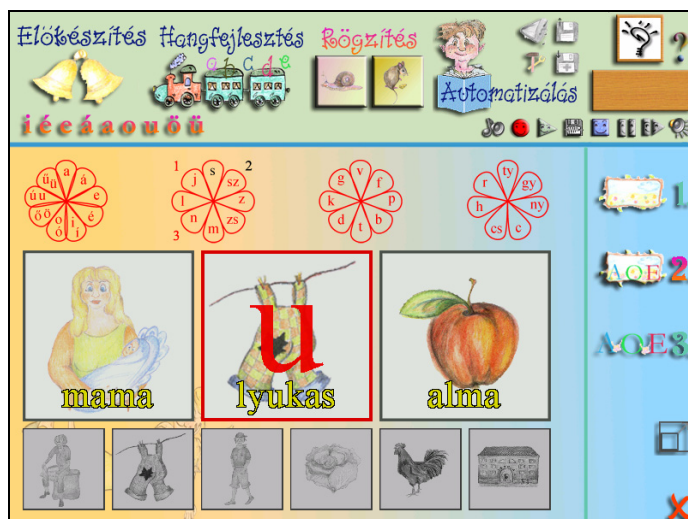 Előkészítés Hangfejlesztés Rögzítés
a b c d e
?
Automatizálás
i é e á a o u ö ü
1 s 2
ű ü a á j sz g v f r ty gy
ú u e l z k p h ny
ő ö é n zs d b cs c
ó o í i 3 m t
1
A O E 2
A O E 3
u
mama lyukas alma